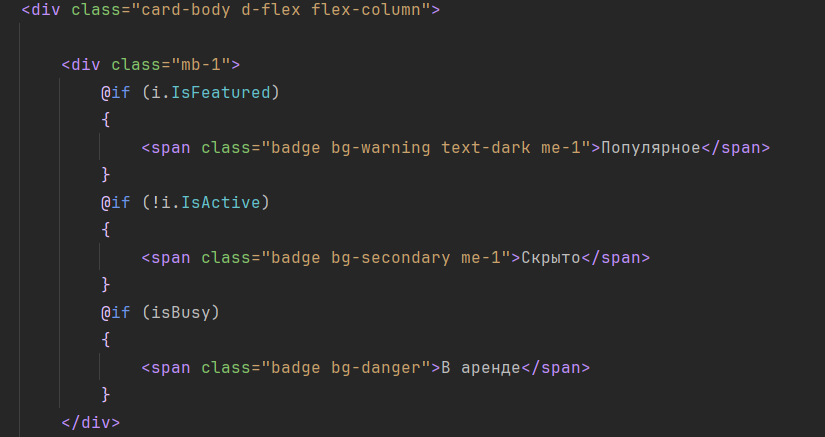 <div class="card-body d-flex flex-column">
<div class="mb-1">
@if (i.IsFeatured)
{
<span class="badge bg-warning text-dark me-1">Популярное</span>
}
@if (!i.IsActive)
{
<span class="badge bg-secondary me-1">Скрыто</span>
}
@if (isBusy)
{
<span class="badge bg-danger">В аренде</span>
}
</div>